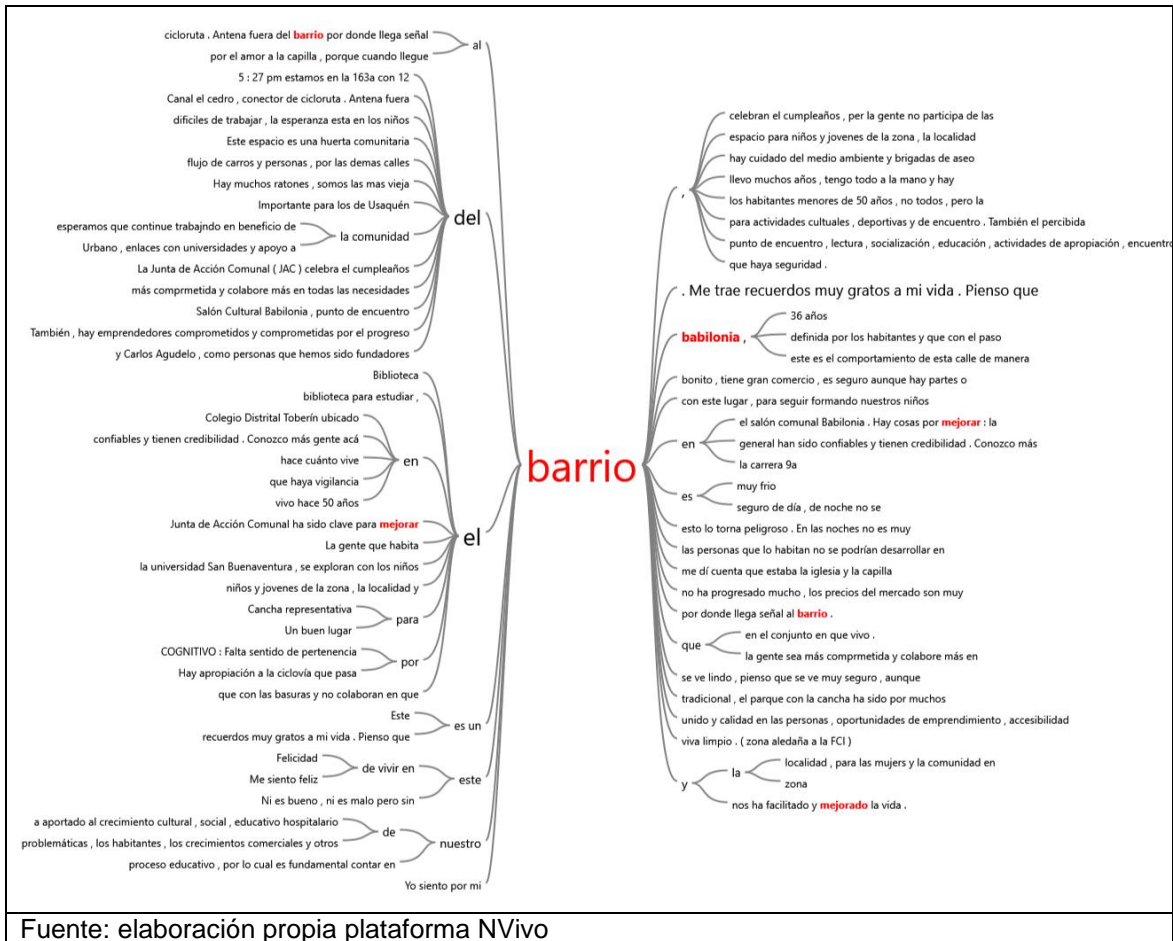 cicloruta . Antena fuera del barrio por donde llega señal
por el amor a la capilla , porque cuando llegue
al
5 : 27 pm estamos en la 163a con 12
Canal el cedro , conector de cicloruta . Antena fuera
dificiles de trabajar , la esperanza esta en los niños
Este espacio es una huerta comunitaria
flujo de carros y personas , por las demas calles
Hay muchos ratones , somos las mas vieja
Importante para los de Usaquén
esperamos que continue trabajndo en beneficio de
Urbano , enlaces con universidades y apoyo a
la comunidad
La Junta de Acción Comunal ( JAC ) celebra el cumpleaños
más comprmetida y colabore más en todas las necesidades
Salón Cultural Babilonia , punto de encuentro
También , hay emprendedores comprometidos y comprometidas por el progreso
y Carlos Agudelo , como personas que hemos sido fundadores
del
Biblioteca
biblioteca para estudiar ,
Colegio Distrital Toberín ubicado
confiables y tienen credibilidad . Conozco más gente acá
hace cuánto vive
que haya vigilancia
vivo hace 50 años
en
Junta de Acción Comunal ha sido clave para mejorar
La gente que habita
la universidad San Buenaventura , se exploran con los niños
niños y jovenes de la zona , la localidad y
Cancha representativa
Un buen lugar
para
COGNITIVO : Falta sentido de pertenencia
Hay apropiación a la ciclovía que pasa
por
que con las basuras y no colaboran en que
el
Este
recuerdos muy gratos a mi vida . Pienso que
es un
Felicidad
Me siento feliz
de vivir en
Ni es bueno , ni es malo pero sin
este
a aportado al crecimiento cultural , social , educativo hospitalario
problemáticas , los habitantes , los crecimientos comerciales y otros
de
proceso educativo , por lo cual es fundamental contar en
nuestro
Yo siento por mi
barrio
,
celebran el cumpleaños , per la gente no participa de las
espacio para niños y jovenes de la zona , la localidad
hay cuidado del medio ambiente y brigadas de aseo
llevo muchos años , tengo todo a la mano y hay
los habitantes menores de 50 años , no todos , pero la
para actividades cultuales , deportivas y de encuentro . También el percibida
punto de encuentro , lectura , socialización , educación , actividades de apropiación , encuentro
que haya seguridad .
. Me trae recuerdos muy gratos a mi vida . Pienso que
babilonia ,
36 años
definida por los habitantes y que con el paso
este es el comportamiento de esta calle de manera
bonito , tiene gran comercio , es seguro aunque hay partes o
con este lugar , para seguir formando nuestros niños
en
el salón comunal Babilonia . Hay cosas por mejorar : la
general han sido confiables y tienen credibilidad . Conozco más
la carrera 9a
es
muy frio
seguro de día , de noche no se
esto lo torna peligroso . En las noches no es muy
las personas que lo habitan no se podrían desarrollar en
me dí cuenta que estaba la iglesia y la capilla
no ha progresado mucho , los precios del mercado son muy
por donde llega señal al barrio .
que
en el conjunto en que vivo .
la gente sea más comprmetida y colabore más en
se ve lindo , pienso que se ve muy seguro , aunque
tradicional , el parque con la cancha ha sido por muchos
unido y calidad en las personas , oportunidades de emprendimiento , accesibilidad
viva limpio . ( zona aledaña a la FCI )
y
la
localidad , para las mujers y la comunidad en
zona
nos ha facilitado y mejorado la vida .
Fuente: elaboración propia plataforma NVivo